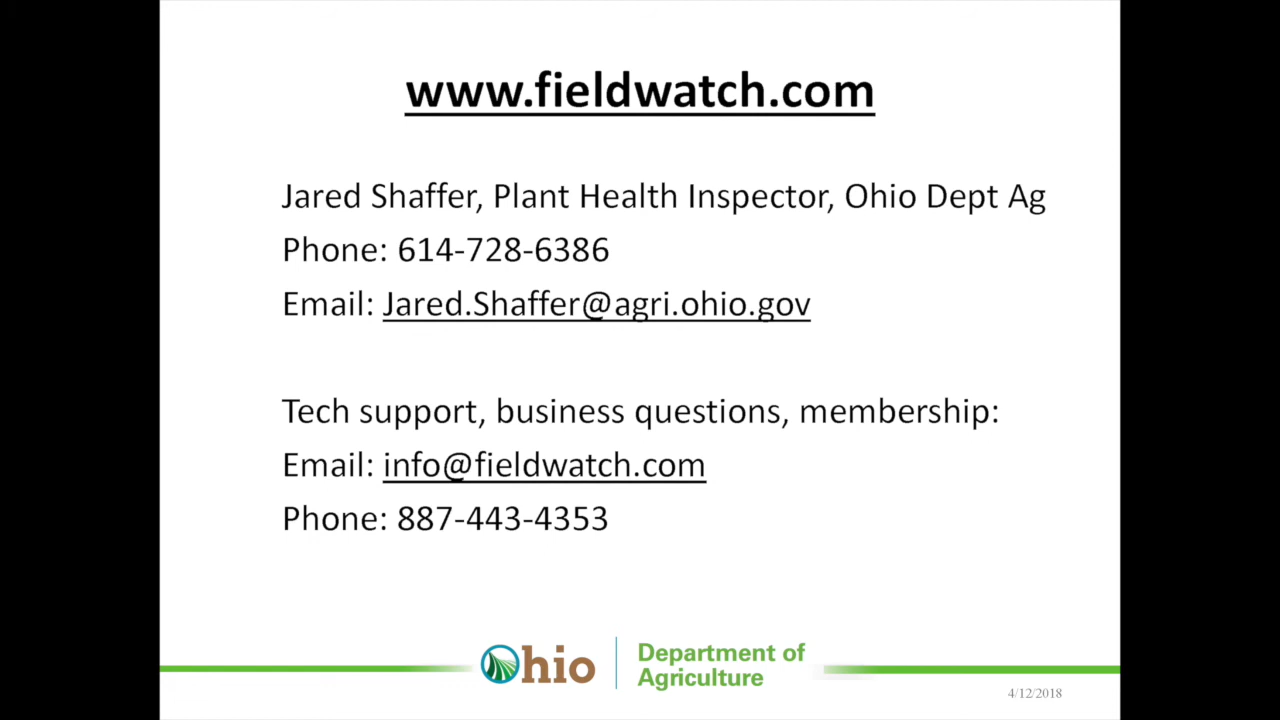 www.fieldwatch.com
Jared Shaffer, Plant Health Inspector, Ohio Dept Ag
Phone: 614-728-6386
Email: Jared.Shaffer@agri.ohio.gov
Tech support, business questions, membership:
Email: info@fieldwatch.com
Phone: 887-443-4353
Ohio
Department of
Agriculture
4/12/2018